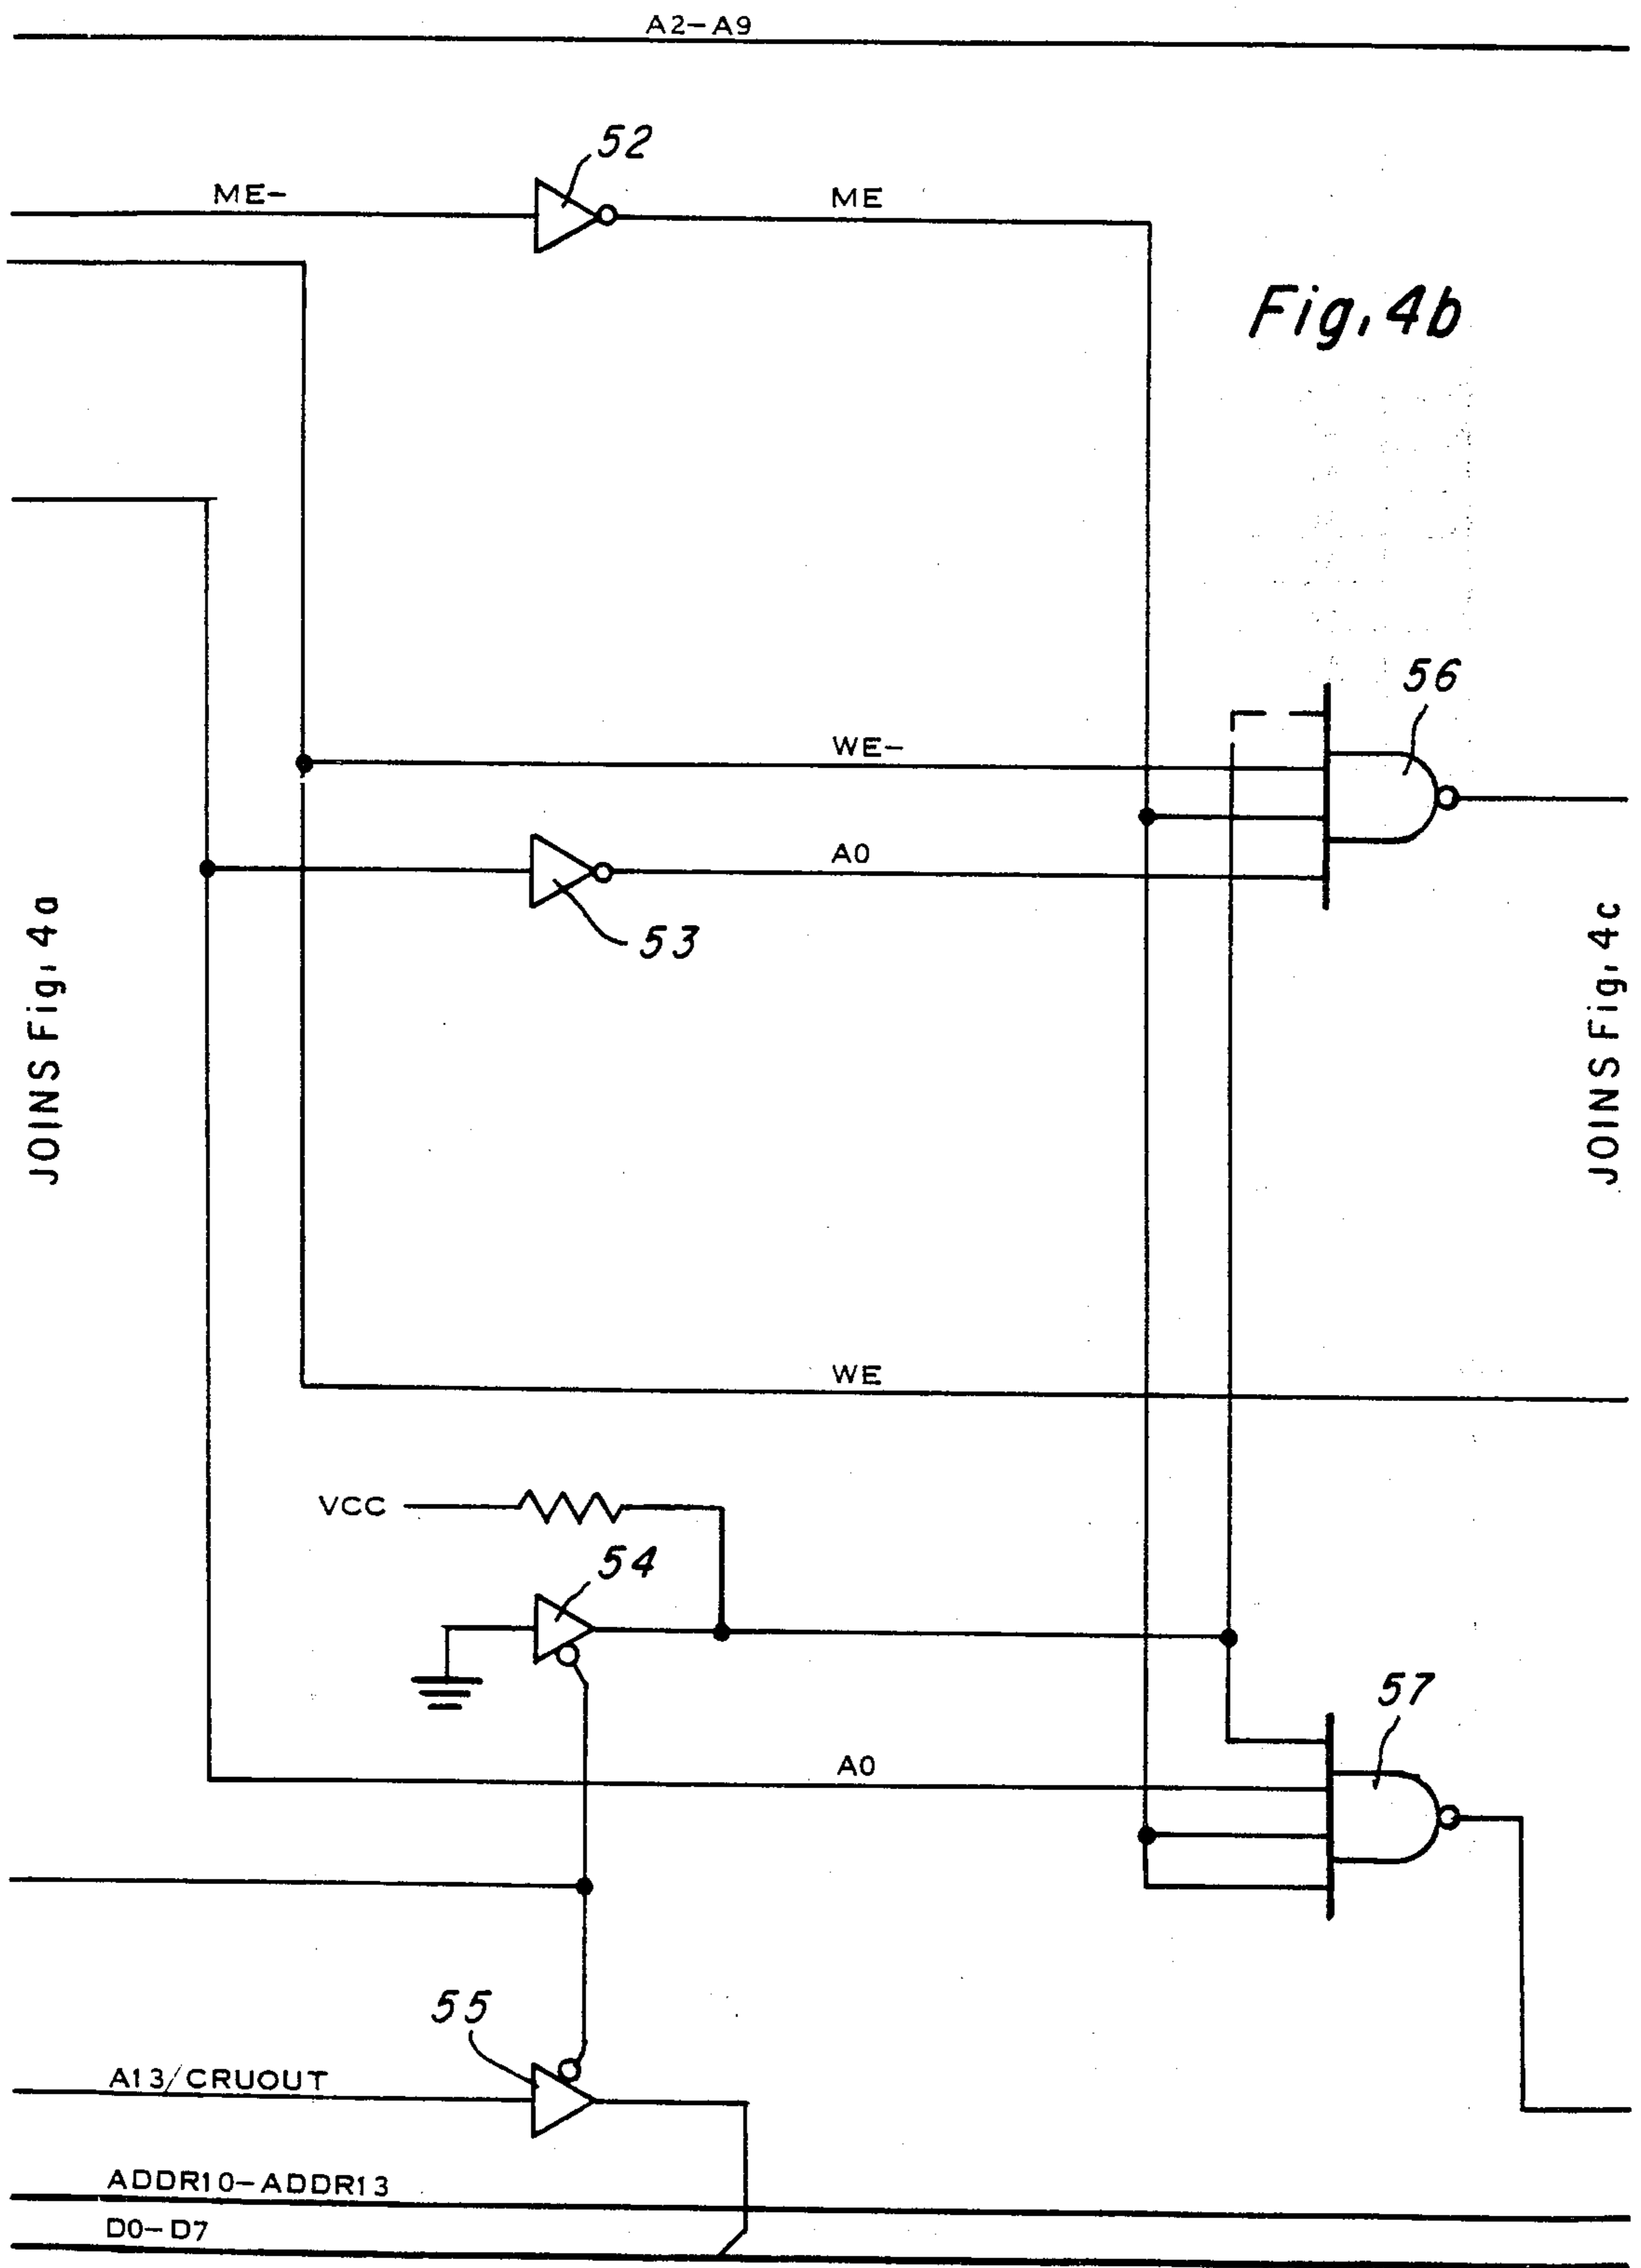 A2-A9
52
ME-
ME
Fig. 4b
56
WE-
A0
53
JOINS Fig. 4a
JOINS Fig. 4c
WE
VCC
54
57
A0
55
A13/CRUOUT
ADDR10-ADDR13
D0-D7